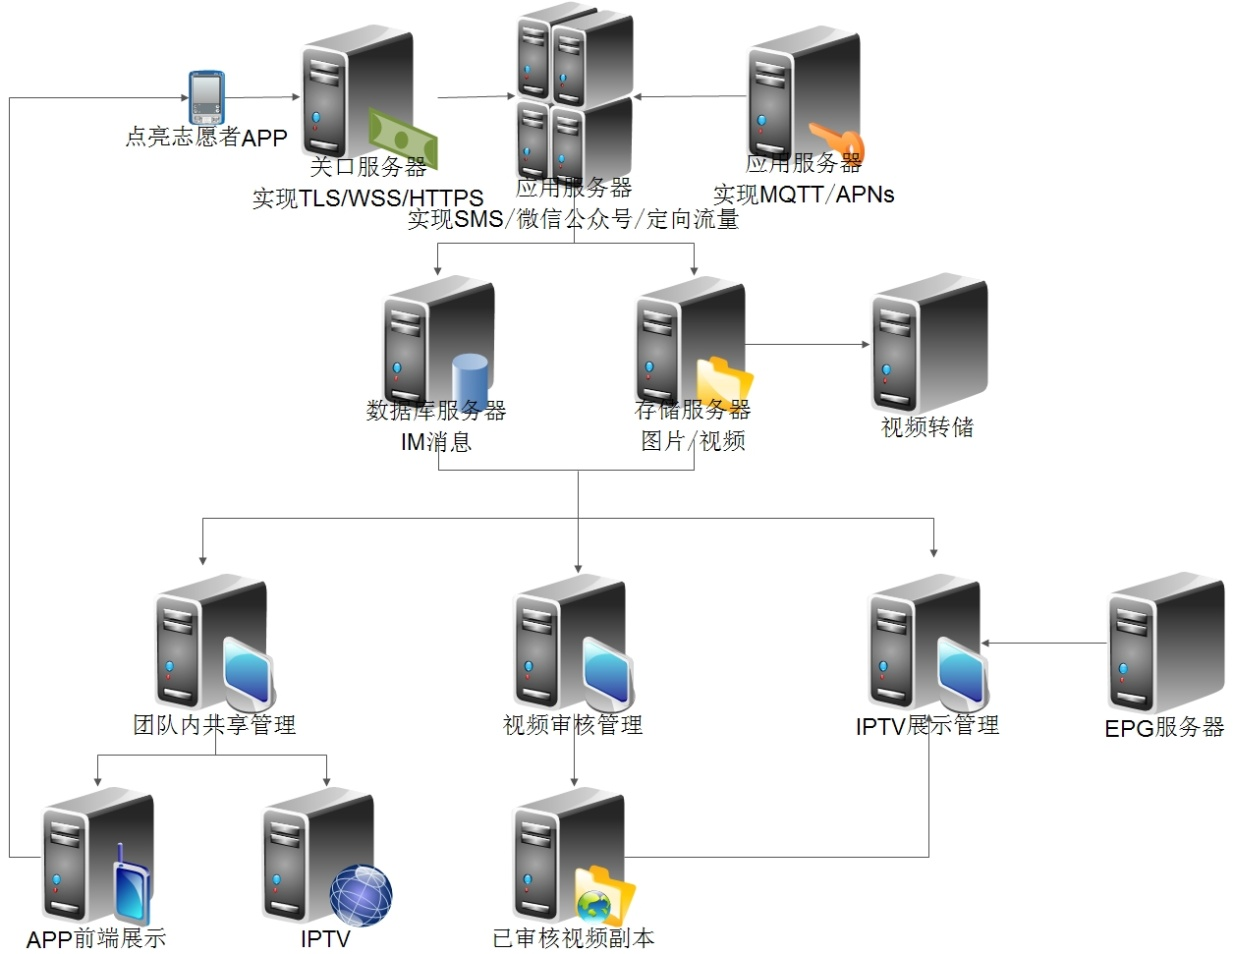 点亮志愿者APP
关口服务器
实现TLS/WSS/HTTPS
应用服务器
实现SMS/微信公众号/定向流量
应用服务器
实现MQTT/APNs
数据库服务器
IM消息
存储服务器
图片/视频
视频转储
团队内共享管理
视频审核管理
IPTV展示管理
EPG服务器
APP前端展示
IPTV
已审核视频副本